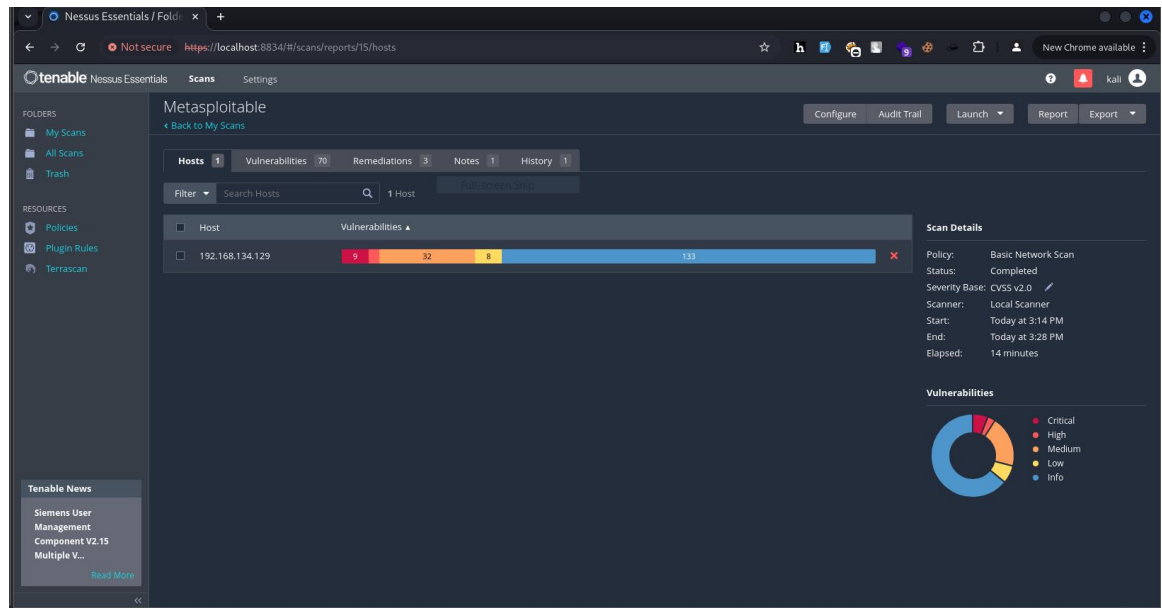 Nessus Essentials / Folde
Not secure https://localhost:8834/#/scans/reports/15/hosts
9
New Chrome available
tenable Nessus Essentials Scans Settings
kali
FOLDERS
My Scans
All Scans
Trash
RESOURCES
Policies
Plugin Rules
Terrascan
Tenable News
Siemens User
Management
Component V2.15
Multiple V...
Read More
Metasploitable
Back to My Scans
Configure Audit Trail Launch Report Export
Hosts 1 Vulnerabilities 70 Remediations 3 Notes 1 History 1
Filter Search Hosts 1 Host
Full-screen Snip
Host Vulnerabilities
192.168.134.129 9 32 8 133
Scan Details
Policy: Basic Network Scan
Status: Completed
Severity Base: CVSS v2.0
Scanner: Local Scanner
Start: Today at 3:14 PM
End: Today at 3:28 PM
Elapsed: 14 minutes
Vulnerabilities
Critical
High
Medium
Low
Info